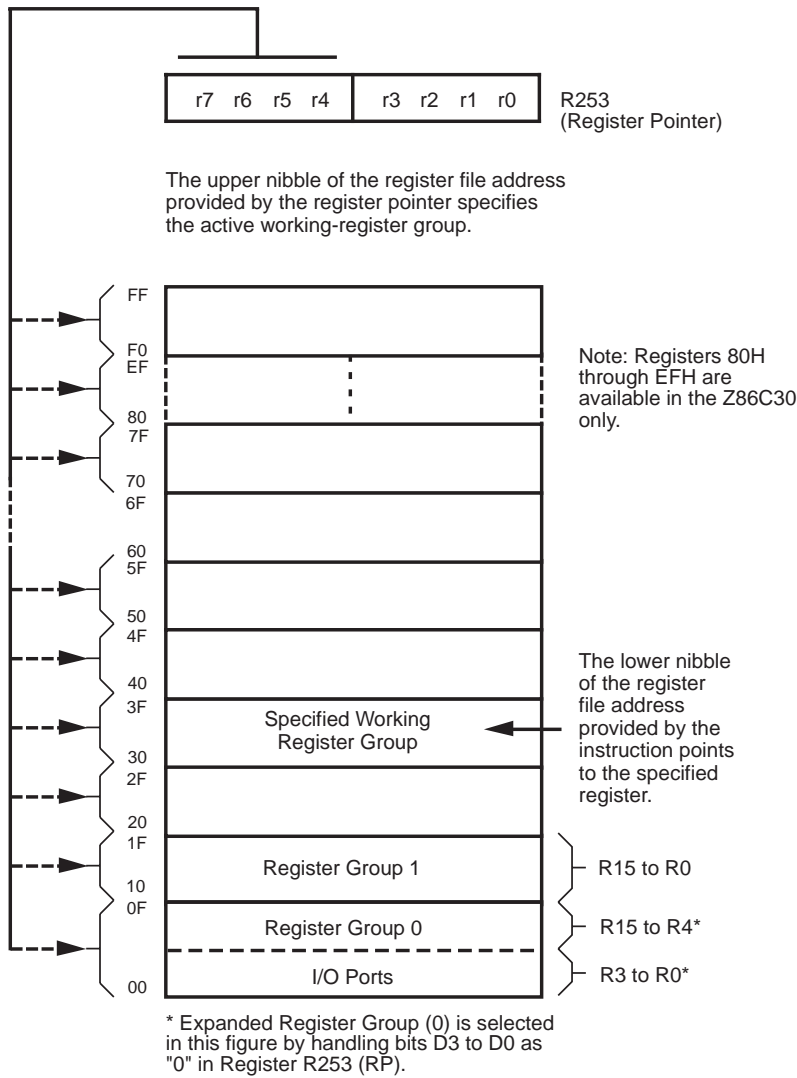 r7 r6 r5 r4 r3 r2 r1 r0
R253
(Register Pointer)
The upper nibble of the register file address
provided by the register pointer specifies
the active working-register group.
FF
F0
EF
80
7F
70
6F
60
5F
50
4F
40
3F
30
2F
20
1F
10
0F
00
Note: Registers 80H
through EFH are
available in the Z86C30
only.
Specified Working
Register Group
The lower nibble
of the register
file address
provided by the
instruction points
to the specified
register.
Register Group 1
R15 to R0
Register Group 0
R15 to R4*
I/O Ports
R3 to R0*
* Expanded Register Group (0) is selected
in this figure by handling bits D3 to D0 as
"0" in Register R253 (RP).